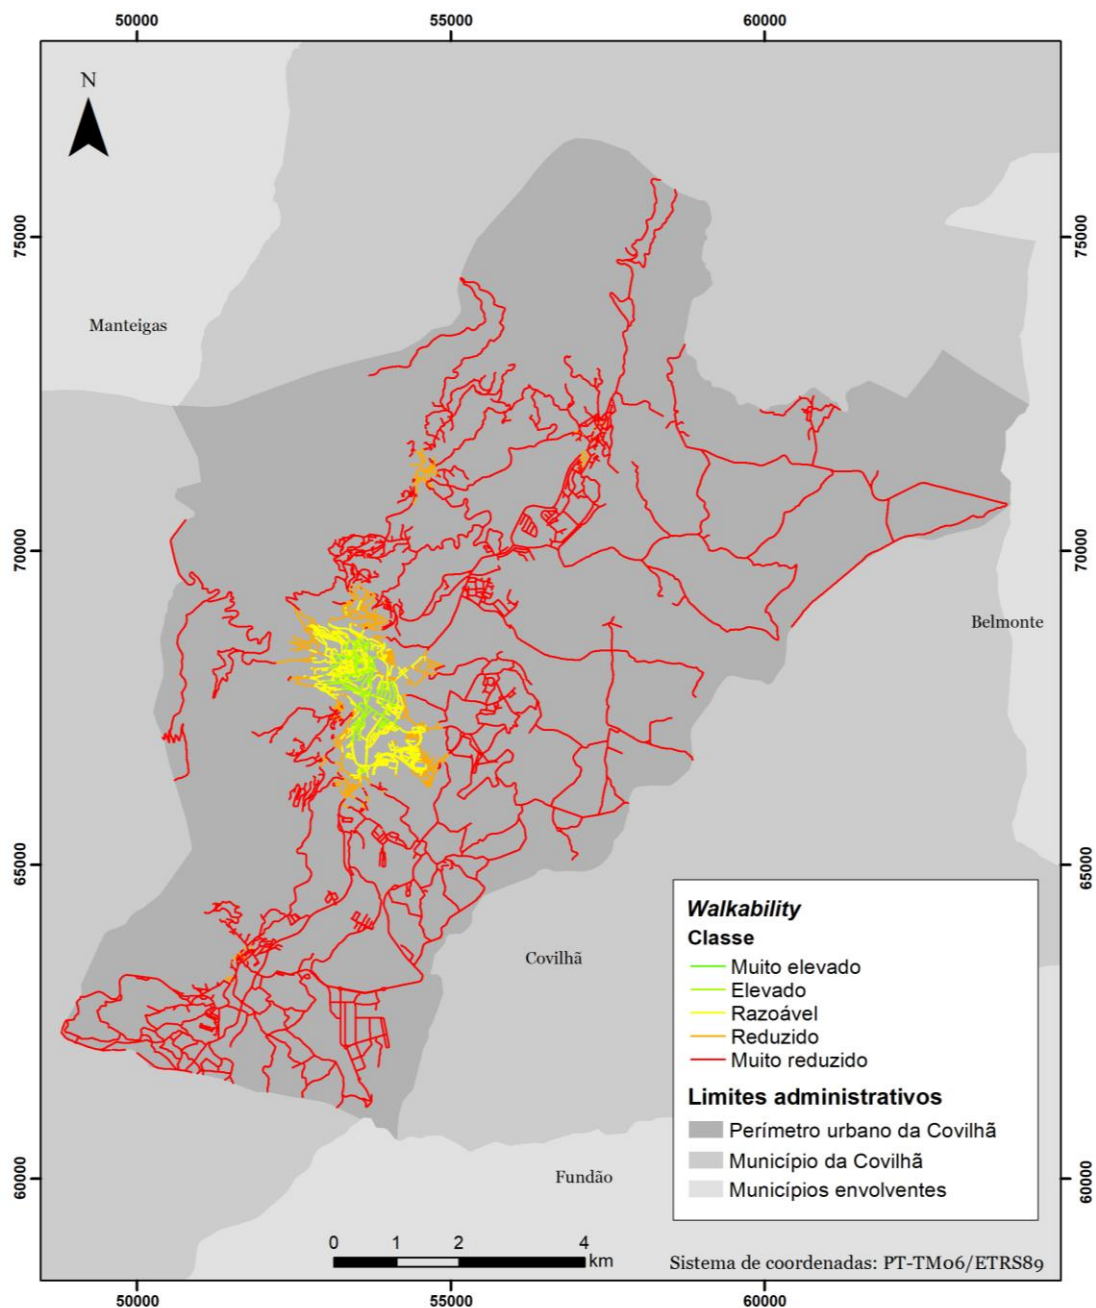 50000 55000 60000
N
75000 75000
Manteigas
70000 70000
Belmonte
65000 65000
Covilhã
Walkability
Classe
Muito elevado
Elevado
Razoável
Reduzido
Muito reduzido
Limites administrativos
Perímetro urbano da Covilhã
Município da Covilhã
Municípios envolventes
60000 60000
Fundão
0 1 2 4
km
Sistema de coordenadas: PT-TM06/ETRS89
50000 55000 60000